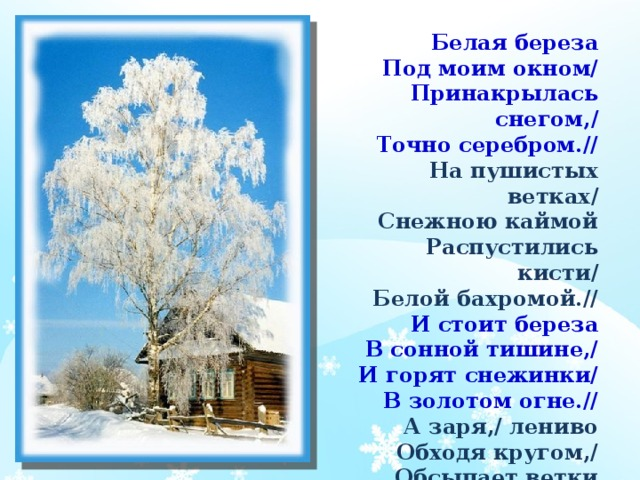 Белая береза
Под моим окном/
Принакрылась
снегом,/
Точно серебром.//
На пушистых
ветках/
Снежною каймой
Распустились
кисти/
Белой бахромой.//
И стоит береза
В сонной тишине,/
И горят снежинки/
В золотом огне.//
А заря,/ лениво
Обходя кругом,/
Обсыпает ветки